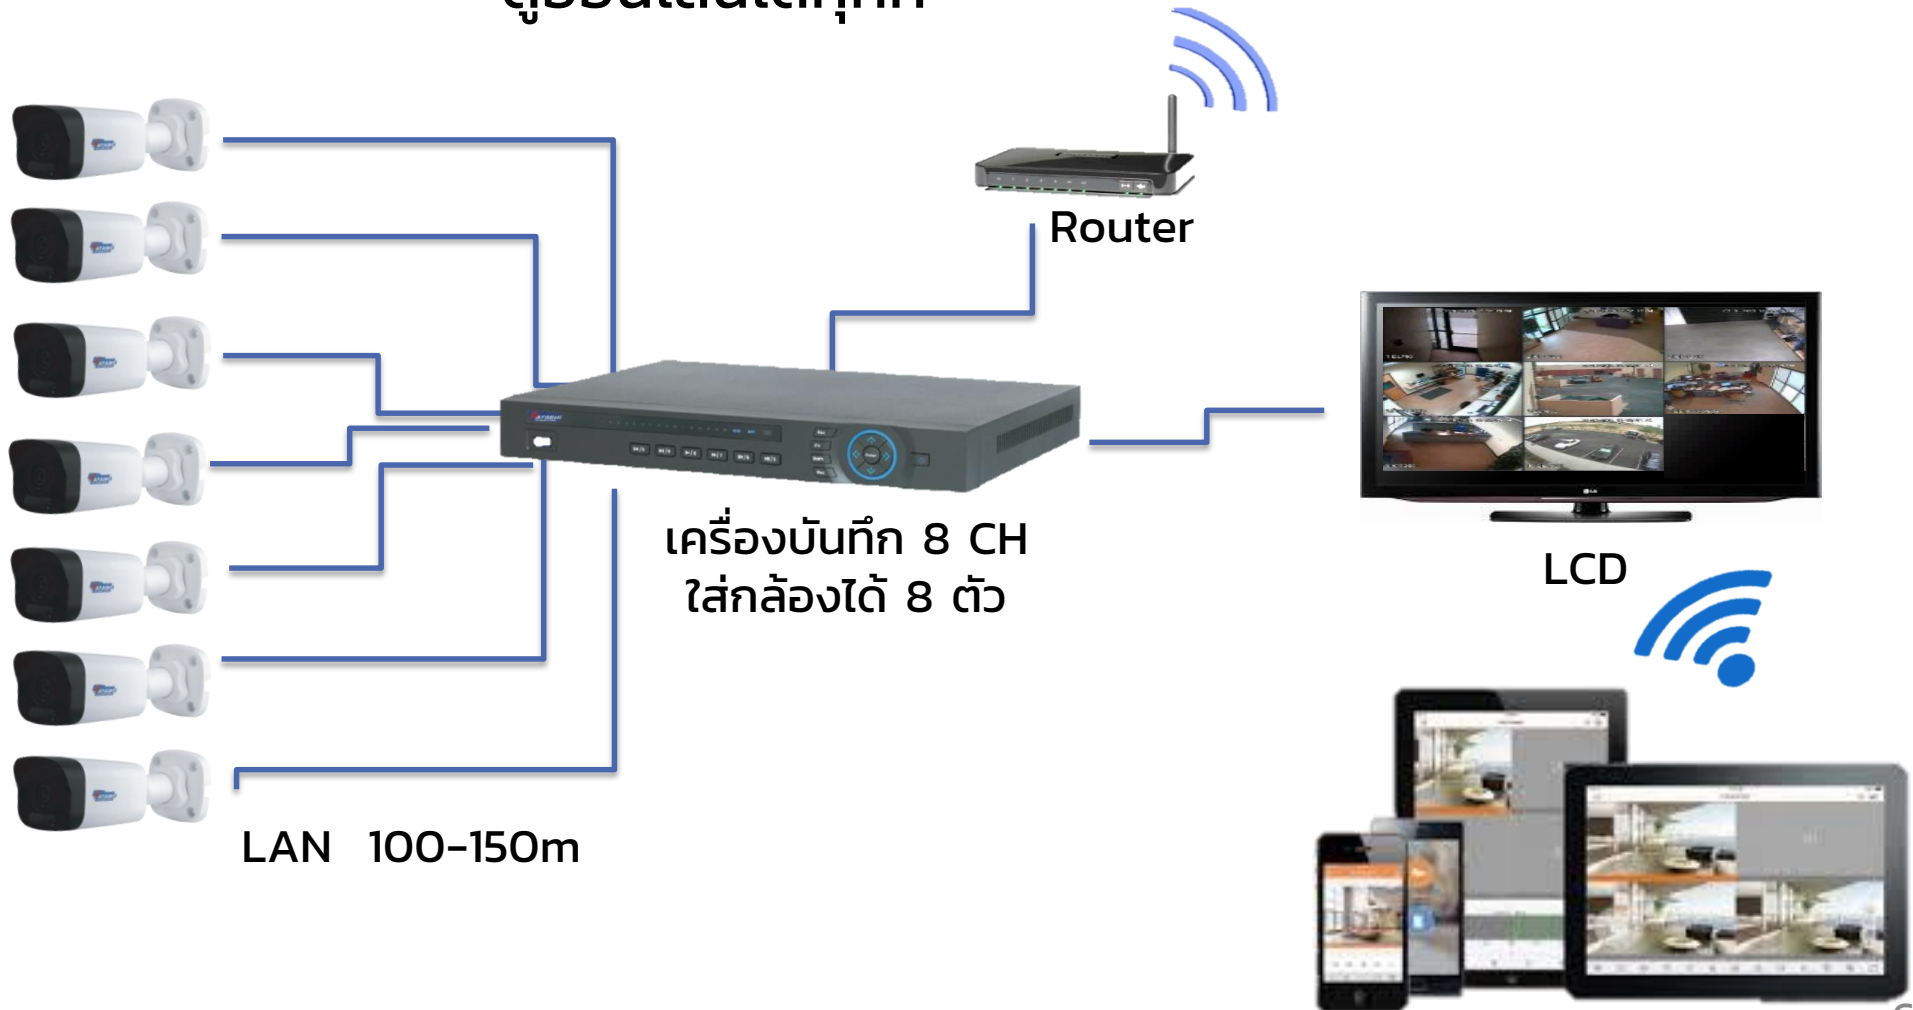 Router
เครื่องบันทึก 8 CH
ใส่กล้องได้ 8 ตัว
LCD
LAN 100-150m